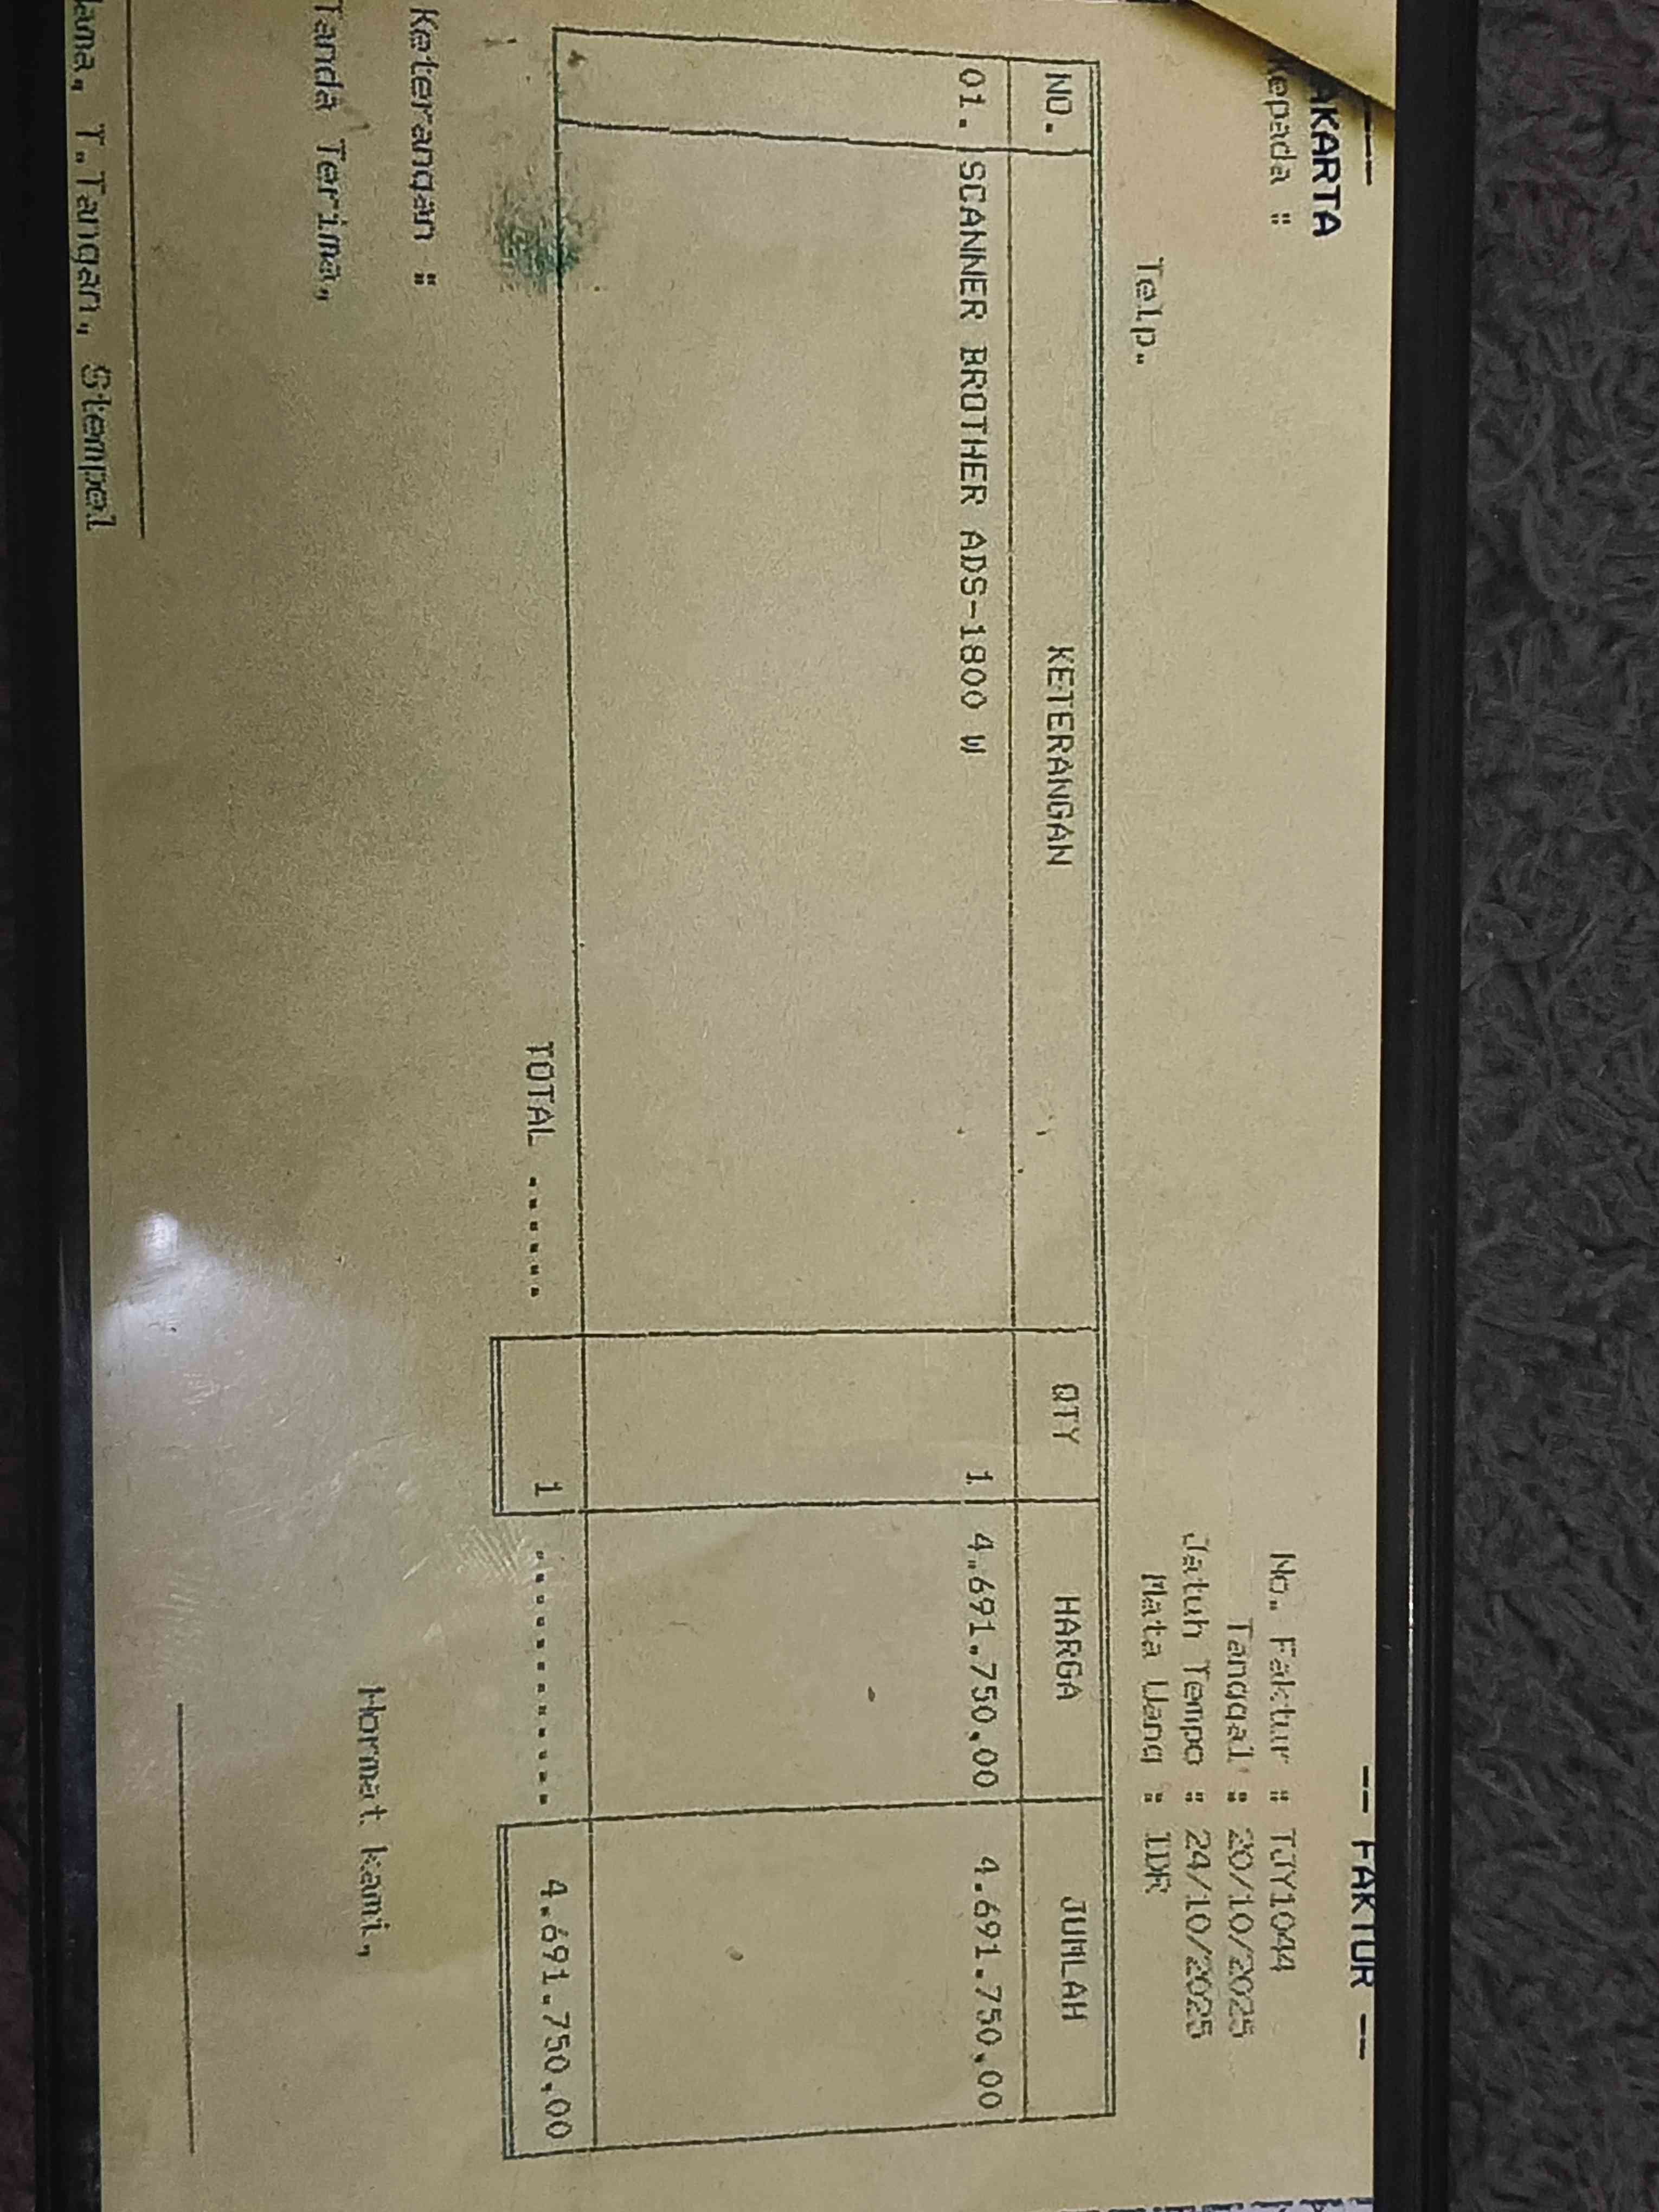 -- FAKTUR --
AKARTA
Kepada :
No. Faktur : TJY1044
Tanggal : 20/10/2025
Jatuh Tempo : 24/10/2025
Telp.
Mata Uang : IDR
NO. KETERANGAN QTY HARGA JUMLAH
01. SCANNER BROTHER ADS-1800 W 1 4.691.750,00 4.691.750,00
TOTAL ...... 1 ............ 4.691.750,00
Keterangan :
Tanda Terima,
Hormat kami,
ama, T.Tangan, Stempel